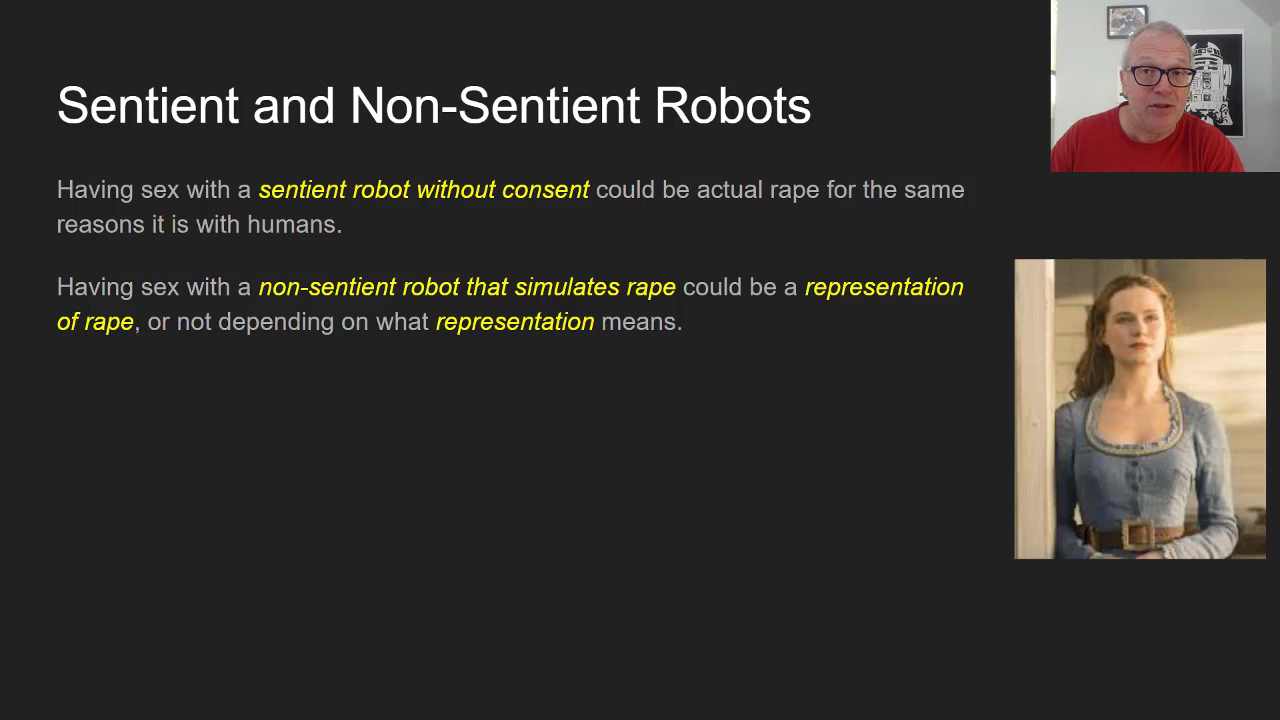 Sentient and Non-Sentient Robots
Having sex with a sentient robot without consent could be actual rape for the same
reasons it is with humans.
Having sex with a non-sentient robot that simulates rape could be a representation
of rape, or not depending on what representation means.